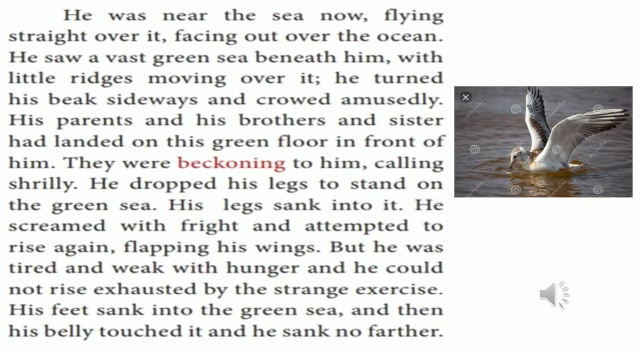 He was near the sea now, flying
straight over it, facing out over the ocean.
He saw a vast green sea beneath him, with
little ridges moving over it; he turned
his beak sideways and crowed amusedly.
His parents and his brothers and sister
had landed on this green floor in front of
him. They were beckoning to him, calling
shrilly. He dropped his legs to stand on
the green sea. His legs sank into it. He
screamed with fright and attempted to
rise again, flapping his wings. But he was
tired and weak with hunger and he could
not rise exhausted by the strange exercise.
His feet sank into the green sea, and then
his belly touched it and he sank no farther.